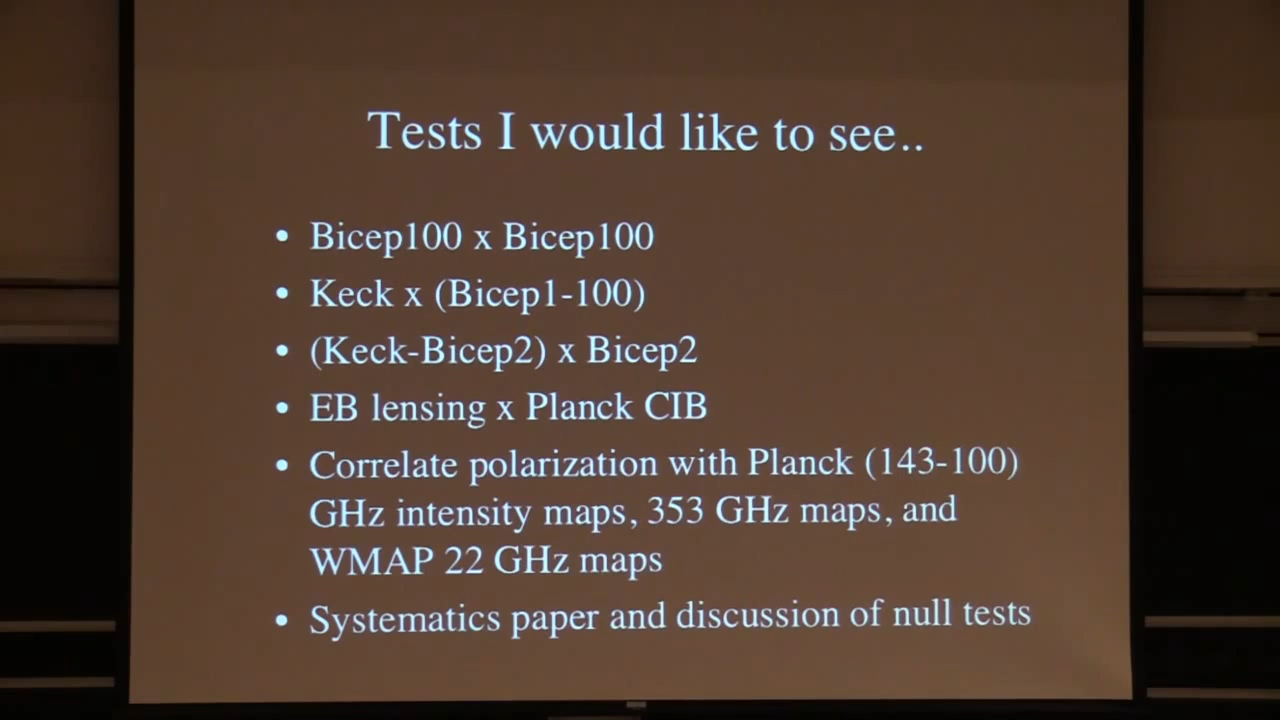 Tests I would like to see..
• Bicep100 x Bicep100
• Keck x (Bicep1-100)
• (Keck-Bicep2) x Bicep2
• EB lensing x Planck CIB
• Correlate polarization with Planck (143-100)
GHz intensity maps, 353 GHz maps, and
WMAP 22 GHz maps
• Systematics paper and discussion of null tests